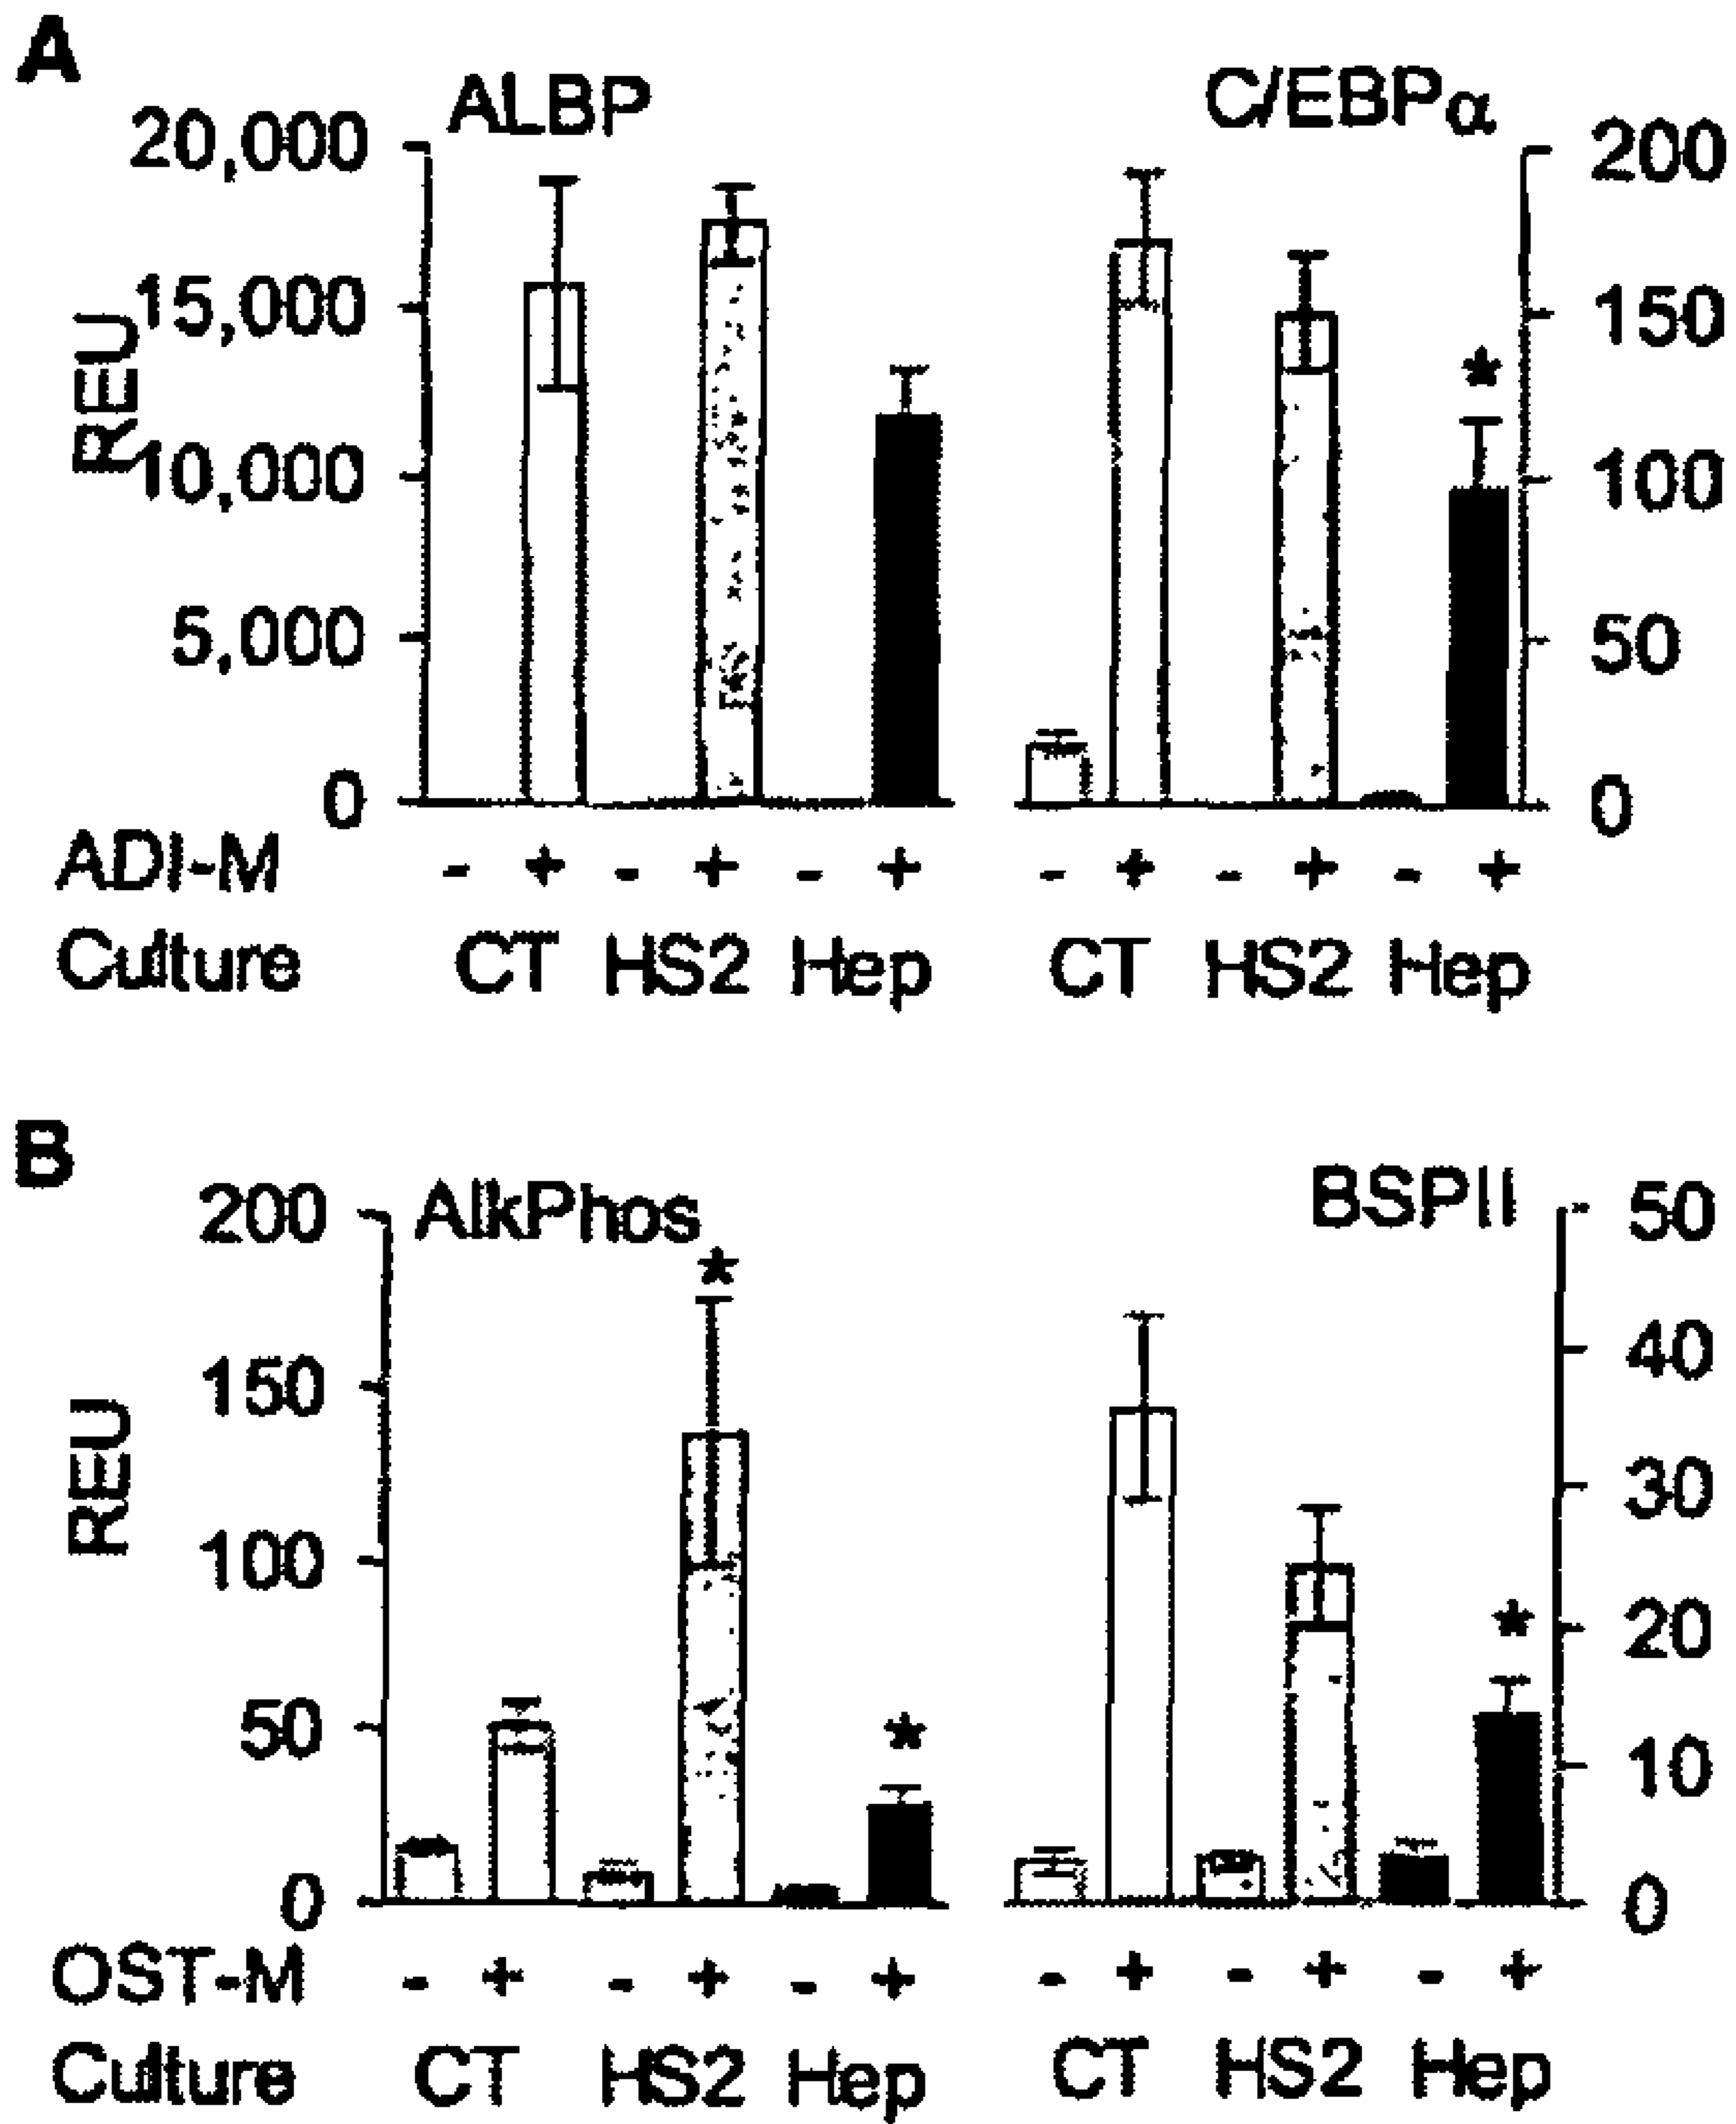 A
ALBP C/EBPα
20,000 200
15,000 150
REU
10,000 100
5,000 50
0 0
*
ADI-M - + - + - + - + - + - +
Culture CT HS2 Hep CT HS2 Hep
B
AlkPhos BSPII
200 50
* 40
150
REU 30
100
* 20
50 * 10
0 0
OST-M - + - + - + - + - + - +
Culture CT HS2 Hep CT HS2 Hep